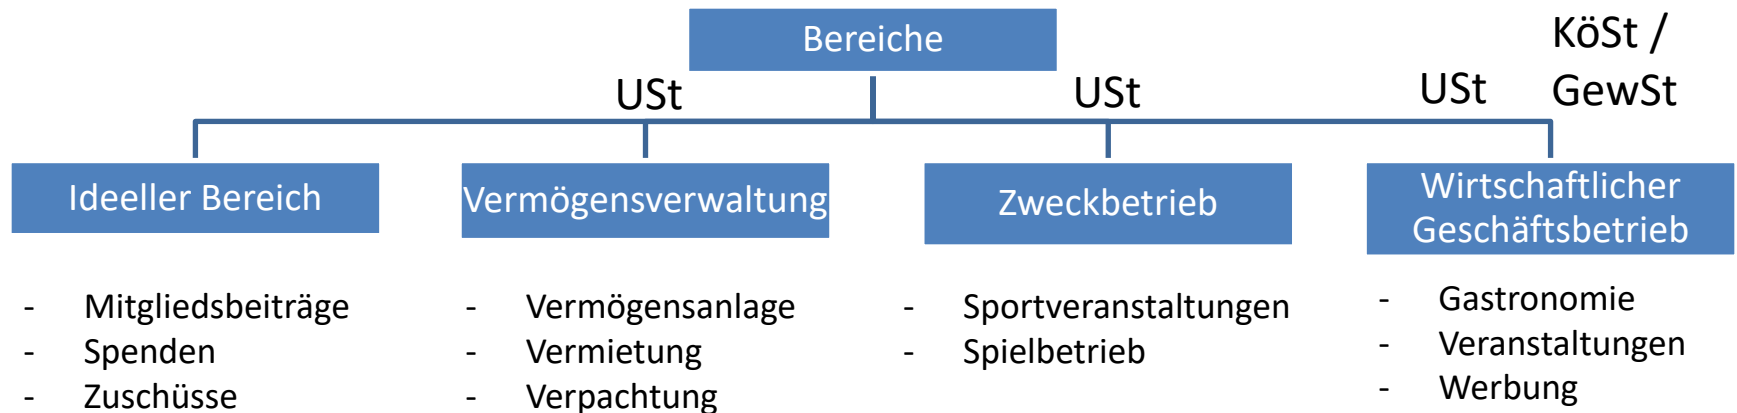 Bereiche
KöSt /
GewSt
USt
USt
USt
Ideeller Bereich
Vermögensverwaltung
Zweckbetrieb
Wirtschaftlicher
Geschäftsbetrieb
- Mitgliedsbeiträge
- Spenden
- Zuschüsse
- Vermögensanlage
- Vermietung
- Verpachtung
- Sportveranstaltungen
- Spielbetrieb
- Gastronomie
- Veranstaltungen
- Werbung